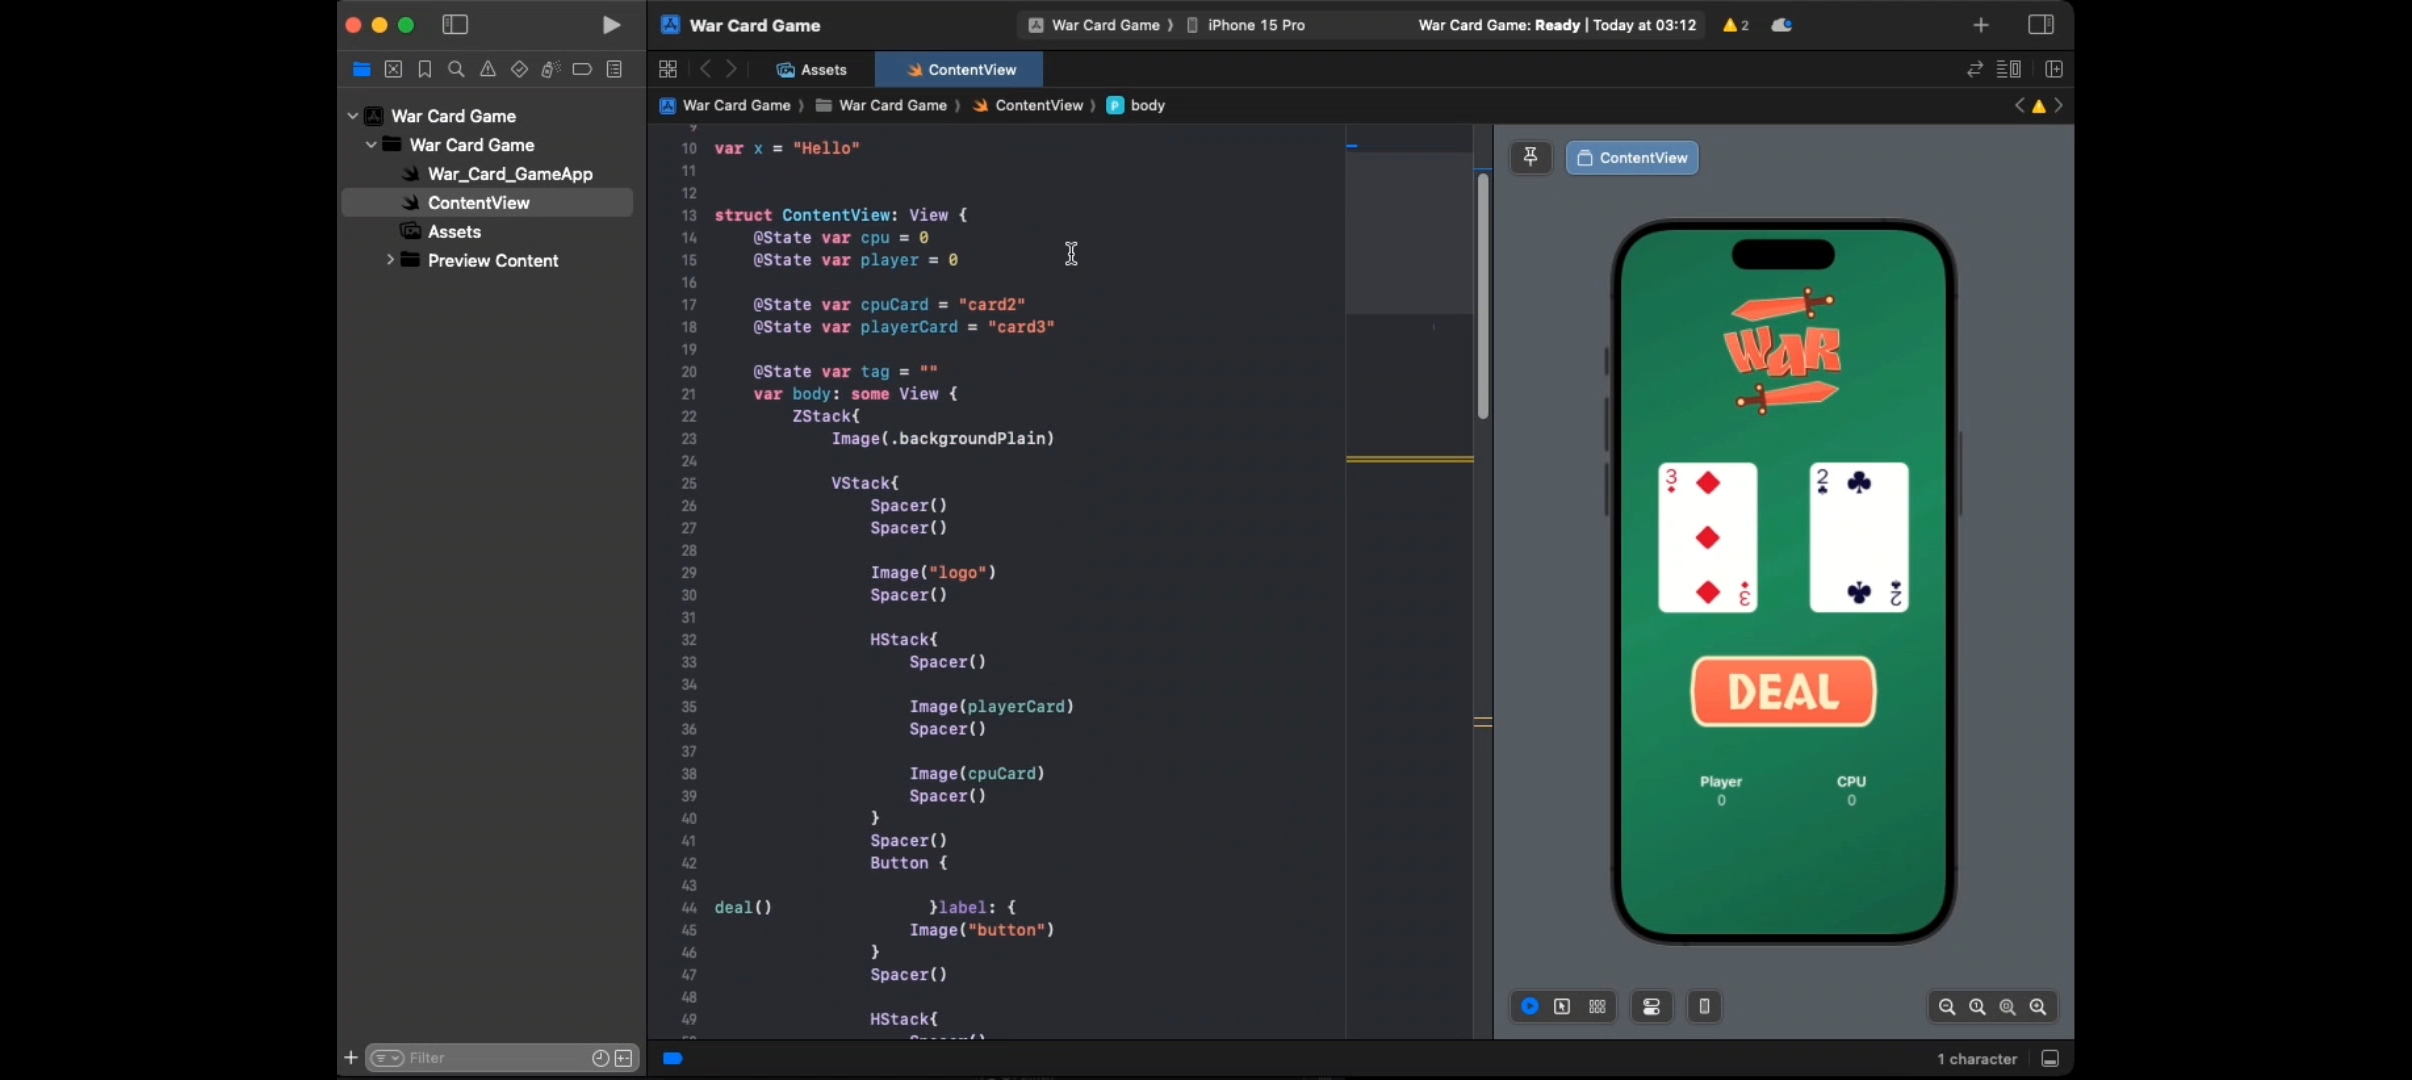 War Card Game
War Card Game ⟩ iPhone 15 Pro
War Card Game: Ready | Today at 03:12
2
Assets
ContentView
War Card Game ⟩ War Card Game ⟩ ContentView ⟩ P body
War Card Game
War Card Game
War_Card_GameApp
ContentView
Assets
Preview Content
Filter
9
10 var x = "Hello"
11
12
13 struct ContentView: View {
14 @State var cpu = 0
15 @State var player = 0
16
17 @State var cpuCard = "card2"
18 @State var playerCard = "card3"
19
20 @State var tag = ""
21 var body: some View {
22 ZStack{
23 Image(.backgroundPlain)
24
25 VStack{
26 Spacer()
27 Spacer()
28
29 Image("logo")
30 Spacer()
31
32 HStack{
33 Spacer()
34
35 Image(playerCard)
36 Spacer()
37
38 Image(cpuCard)
39 Spacer()
40 }
41 Spacer()
42 Button {
43
44 deal() }label: {
45 Image("button")
46 }
47 Spacer()
48
49 HStack{
ContentView
WAR
3
3
2
2
DEAL
Player CPU
0 0
1 character